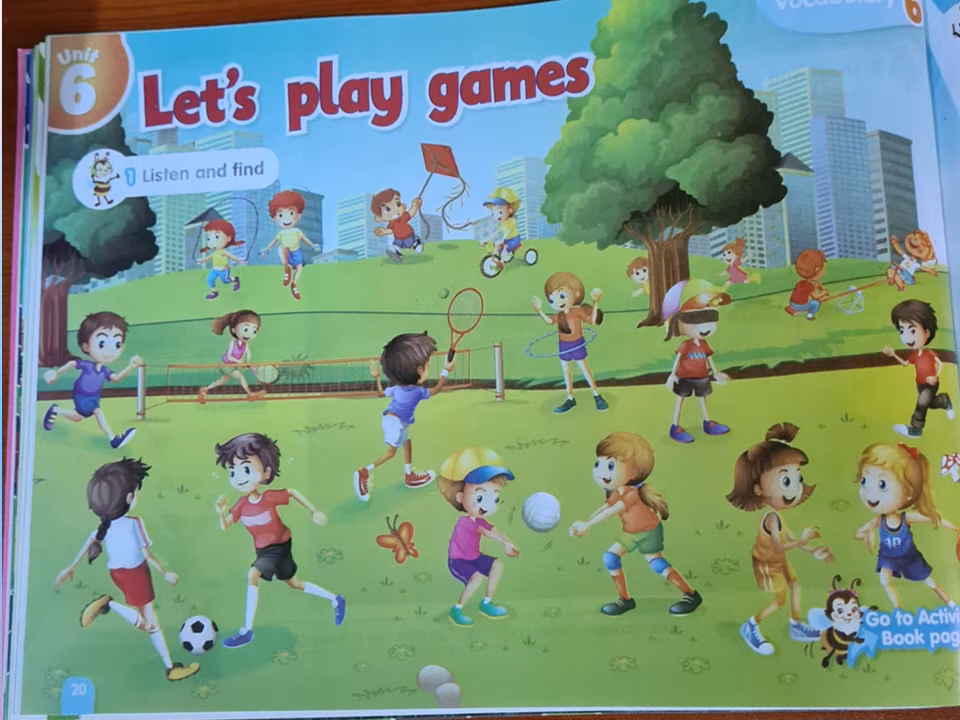 Unit
6
Let's play games
Vocabulary 6
1 Listen and find
10
Go to Activi
Book pag
20